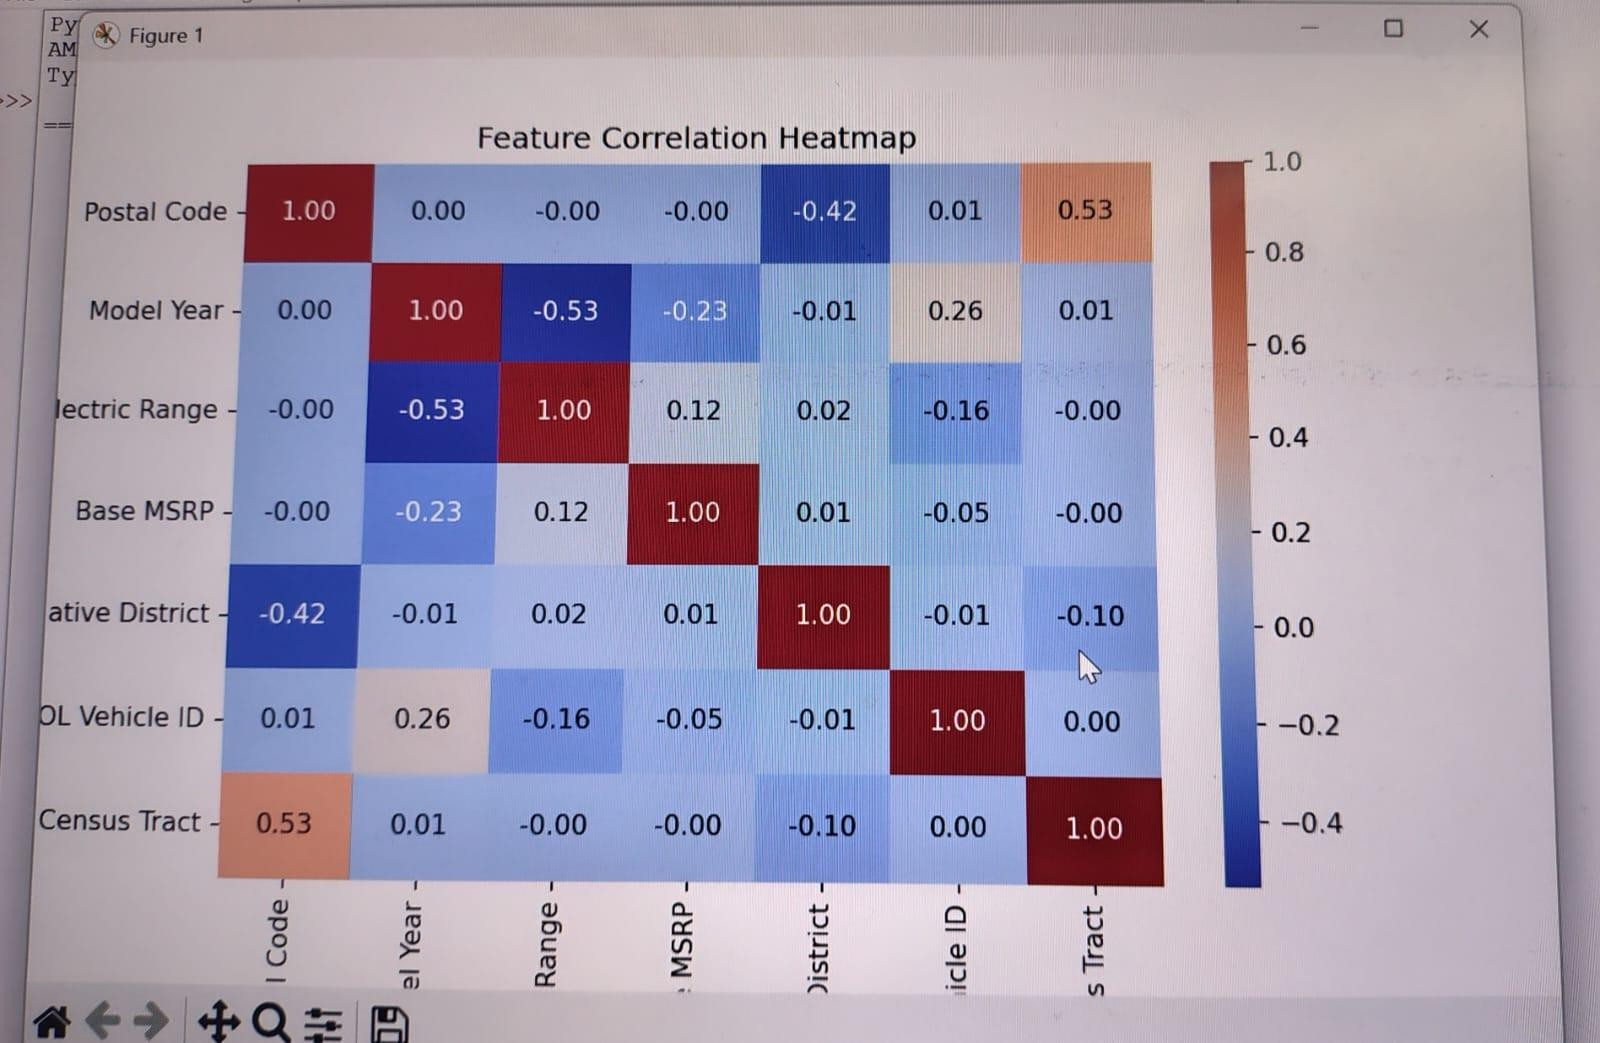 Py
AM
Ty
>>>
==
Figure 1
Feature Correlation Heatmap
Postal Code 1.00 0.00 -0.00 -0.00 -0.42 0.01 0.53
Model Year 0.00 1.00 -0.53 -0.23 -0.01 0.26 0.01
lectric Range -0.00 -0.53 1.00 0.12 0.02 -0.16 -0.00
Base MSRP -0.00 -0.23 0.12 1.00 0.01 -0.05 -0.00
ative District -0.42 -0.01 0.02 0.01 1.00 -0.01 -0.10
OL Vehicle ID 0.01 0.26 -0.16 -0.05 -0.01 1.00 0.00
Census Tract 0.53 0.01 -0.00 -0.00 -0.10 0.00 1.00
l Code
el Year
Range
MSRP
District
icle ID
s Tract
1.0
0.8
0.6
0.4
0.2
0.0
−0.2
−0.4